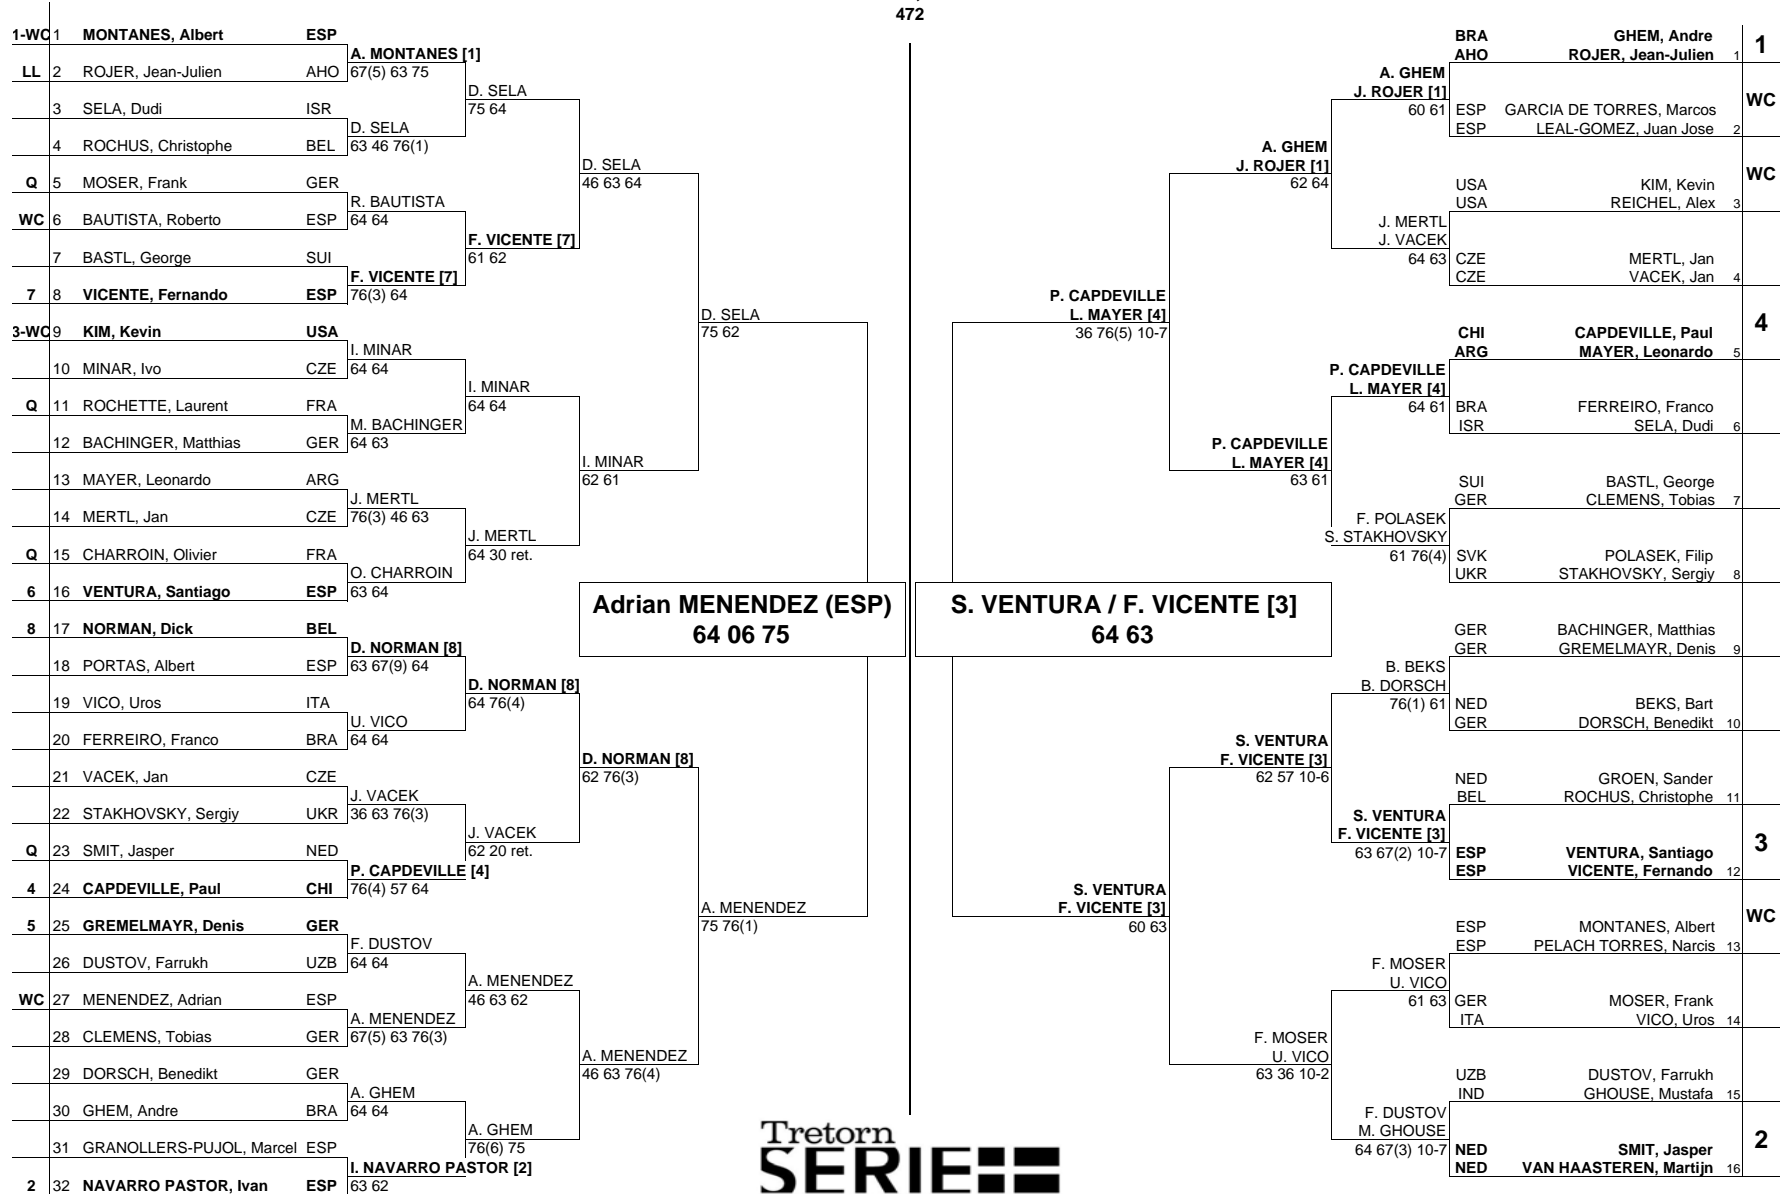 472
1-WC 1 MONTANES, Albert ESP
A. MONTANES [1]
LL 2 ROJER, Jean-Julien AHO 67(5) 63 75
D. SELA
3 SELA, Dudi ISR 75 64
D. SELA
4 ROCHUS, Christophe BEL 63 46 76(1)
D. SELA
Q 5 MOSER, Frank GER 46 63 64
R. BAUTISTA
WC 6 BAUTISTA, Roberto ESP 64 64
F. VICENTE [7]
7 BASTL, George SUI 61 62
F. VICENTE [7]
7 8 VICENTE, Fernando ESP 76(3) 64
D. SELA
3-WC 9 KIM, Kevin USA 75 62
I. MINAR
10 MINAR, Ivo CZE 64 64
I. MINAR
Q 11 ROCHETTE, Laurent FRA 64 64
M. BACHINGER
12 BACHINGER, Matthias GER 64 63
I. MINAR
13 MAYER, Leonardo ARG 62 61
J. MERTL
14 MERTL, Jan CZE 76(3) 46 63
J. MERTL
Q 15 CHARROIN, Olivier FRA 64 30 ret.
O. CHARROIN
6 16 VENTURA, Santiago ESP 63 64
Adrian MENENDEZ (ESP)
64 06 75
8 17 NORMAN, Dick BEL
D. NORMAN [8]
18 PORTAS, Albert ESP 63 67(9) 64
D. NORMAN [8]
19 VICO, Uros ITA 64 76(4)
U. VICO
20 FERREIRO, Franco BRA 64 64
D. NORMAN [8]
21 VACEK, Jan CZE 62 76(3)
J. VACEK
22 STAKHOVSKY, Sergiy UKR 36 63 76(3)
J. VACEK
Q 23 SMIT, Jasper NED 62 20 ret.
P. CAPDEVILLE [4]
4 24 CAPDEVILLE, Paul CHI 76(4) 57 64
A. MENENDEZ
5 25 GREMELMAYR, Denis GER 75 76(1)
F. DUSTOV
26 DUSTOV, Farrukh UZB 64 64
A. MENENDEZ
WC 27 MENENDEZ, Adrian ESP 46 63 62
A. MENENDEZ
28 CLEMENS, Tobias GER 67(5) 63 76(3)
A. MENENDEZ
29 DORSCH, Benedikt GER 46 63 76(4)
A. GHEM
30 GHEM, Andre BRA 64 64
A. GHEM
31 GRANOLLERS-PUJOL, Marcel ESP 76(6) 75
I. NAVARRO PASTOR [2]
2 32 NAVARRO PASTOR, Ivan ESP 63 62
BRA GHEM, Andre 1
AHO ROJER, Jean-Julien 1
A. GHEM
J. ROJER [1]
WC
60 61 ESP GARCIA DE TORRES, Marcos
ESP LEAL-GOMEZ, Juan Jose 2
A. GHEM
J. ROJER [1]
WC
62 64 USA KIM, Kevin
USA REICHEL, Alex 3
J. MERTL
J. VACEK
64 63 CZE MERTL, Jan
CZE VACEK, Jan 4
P. CAPDEVILLE
L. MAYER [4] 4
36 76(5) 10-7 CHI CAPDEVILLE, Paul
ARG MAYER, Leonardo 5
P. CAPDEVILLE
L. MAYER [4]
64 61 BRA FERREIRO, Franco
ISR SELA, Dudi 6
P. CAPDEVILLE
L. MAYER [4]
63 61 SUI BASTL, George
GER CLEMENS, Tobias 7
F. POLASEK
S. STAKHOVSKY
61 76(4) SVK POLASEK, Filip
UKR STAKHOVSKY, Sergiy 8
S. VENTURA / F. VICENTE [3]
64 63
GER BACHINGER, Matthias
GER GREMELMAYR, Denis 9
B. BEKS
B. DORSCH
76(1) 61 NED BEKS, Bart
GER DORSCH, Benedikt 10
S. VENTURA
F. VICENTE [3]
62 57 10-6 NED GROEN, Sander
BEL ROCHUS, Christophe 11
S. VENTURA
F. VICENTE [3] 3
63 67(2) 10-7 ESP VENTURA, Santiago
ESP VICENTE, Fernando 12
S. VENTURA
F. VICENTE [3] WC
60 63 ESP MONTANES, Albert
ESP PELACH TORRES, Narcis 13
F. MOSER
U. VICO
61 63 GER MOSER, Frank
ITA VICO, Uros 14
F. MOSER
U. VICO
63 36 10-2 UZB DUSTOV, Farrukh
IND GHOUSE, Mustafa 15
F. DUSTOV
M. GHOUSE 2
64 67(3) 10-7 NED SMIT, Jasper
NED VAN HAASTEREN, Martijn 16
Tretorn
SERIE